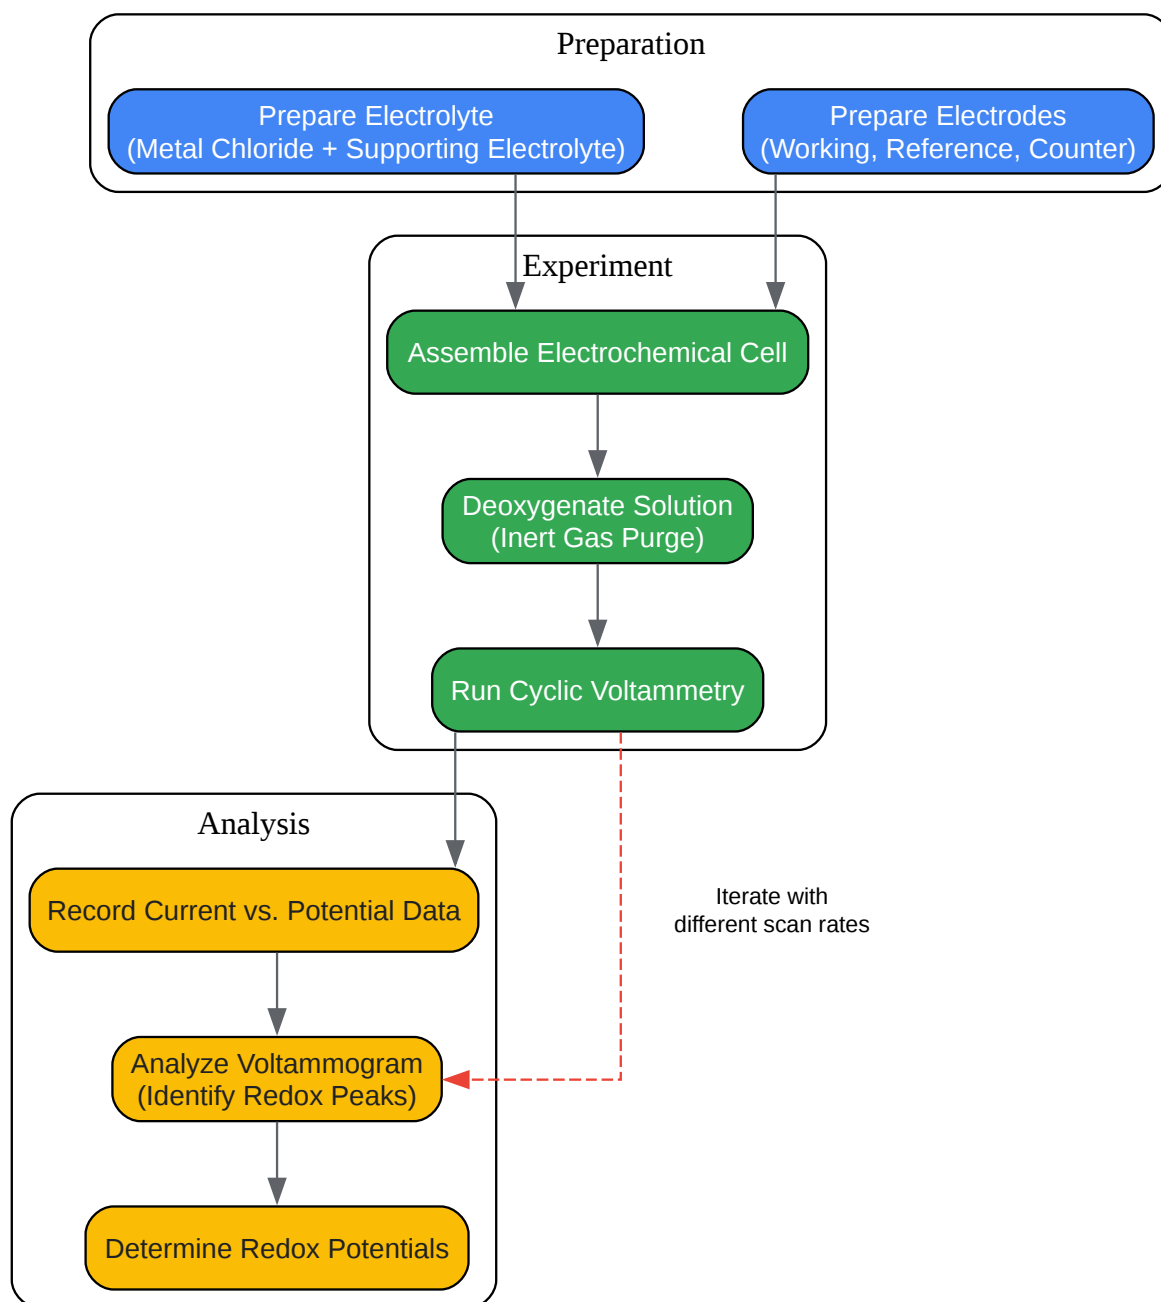 Preparation
Prepare Electrolyte
(Metal Chloride + Supporting Electrolyte)
Prepare Electrodes
(Working, Reference, Counter)
Experiment
Assemble Electrochemical Cell
Deoxygenate Solution
(Inert Gas Purge)
Run Cyclic Voltammetry
Analysis
Record Current vs. Potential Data
Iterate with
different scan rates
Analyze Voltammogram
(Identify Redox Peaks)
Determine Redox Potentials